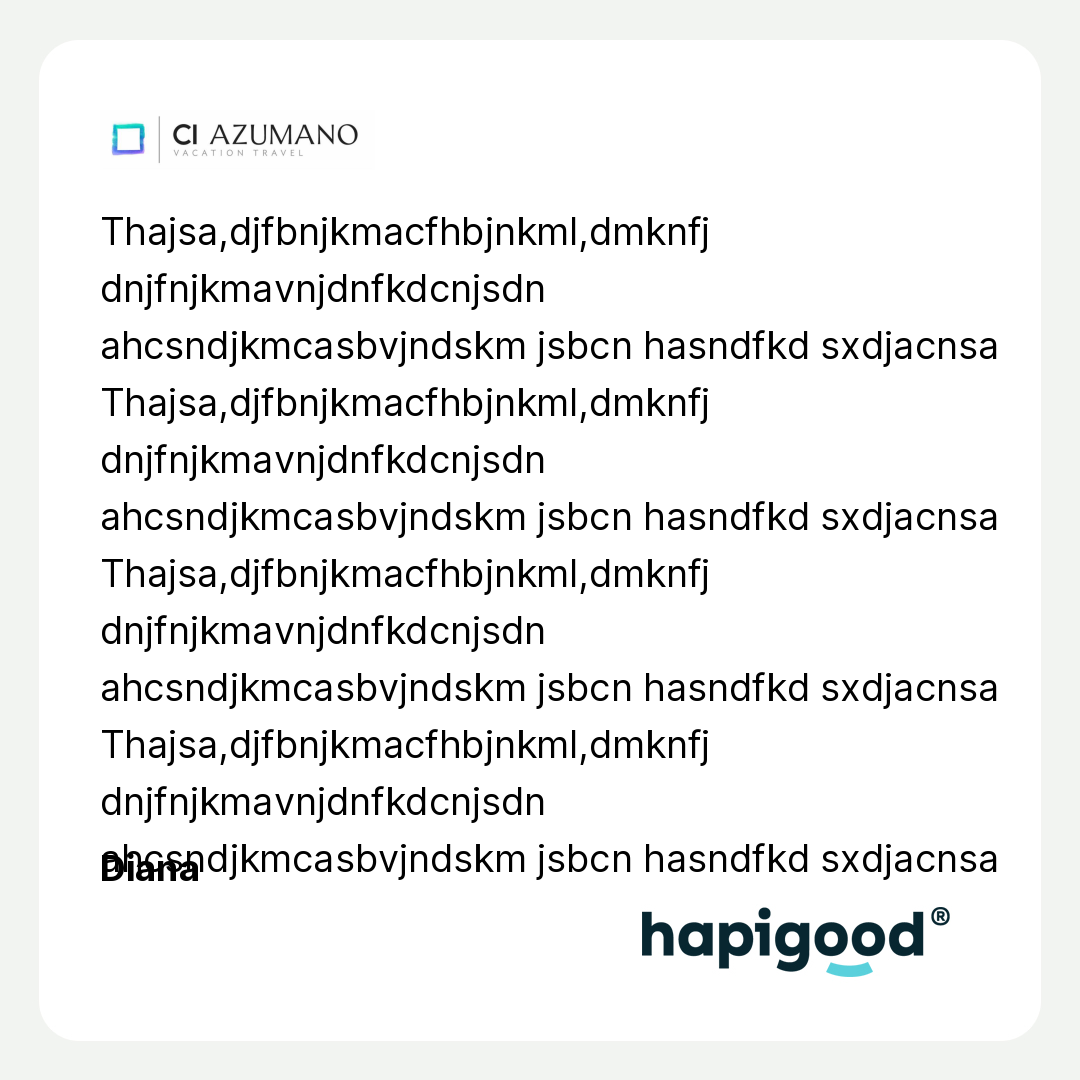 CI AZUMANO
VACATION TRAVEL
Thajsa,djfbnjkmacfhbjnkml,dmknfj
dnjfnjkmavnjdnfkdcnjsdn
ahcsndjkmcasbvjndskm jsbcn hasndfkd sxdjacnsa
Thajsa,djfbnjkmacfhbjnkml,dmknfj
dnjfnjkmavnjdnfkdcnjsdn
ahcsndjkmcasbvjndskm jsbcn hasndfkd sxdjacnsa
Thajsa,djfbnjkmacfhbjnkml,dmknfj
dnjfnjkmavnjdnfkdcnjsdn
ahcsndjkmcasbvjndskm jsbcn hasndfkd sxdjacnsa
Thajsa,djfbnjkmacfhbjnkml,dmknfj
dnjfnjkmavnjdnfkdcnjsdn
ahcsndjkmcasbvjndskm jsbcn hasndfkd sxdjacnsa
Diana
hapigood®